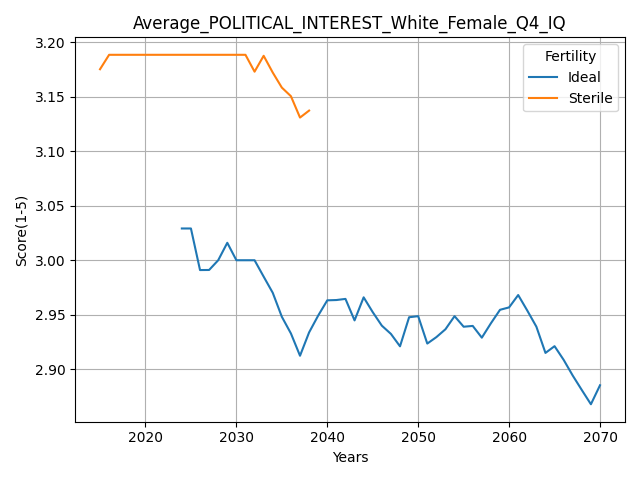 Average_POLITICAL_INTEREST_White_Female_Q4_IQ
3.20
3.15
3.10
3.05
3.00
2.95
2.90
Score(1-5)
Fertility
Ideal
Sterile
2020 2030 2040 2050 2060 2070
Years